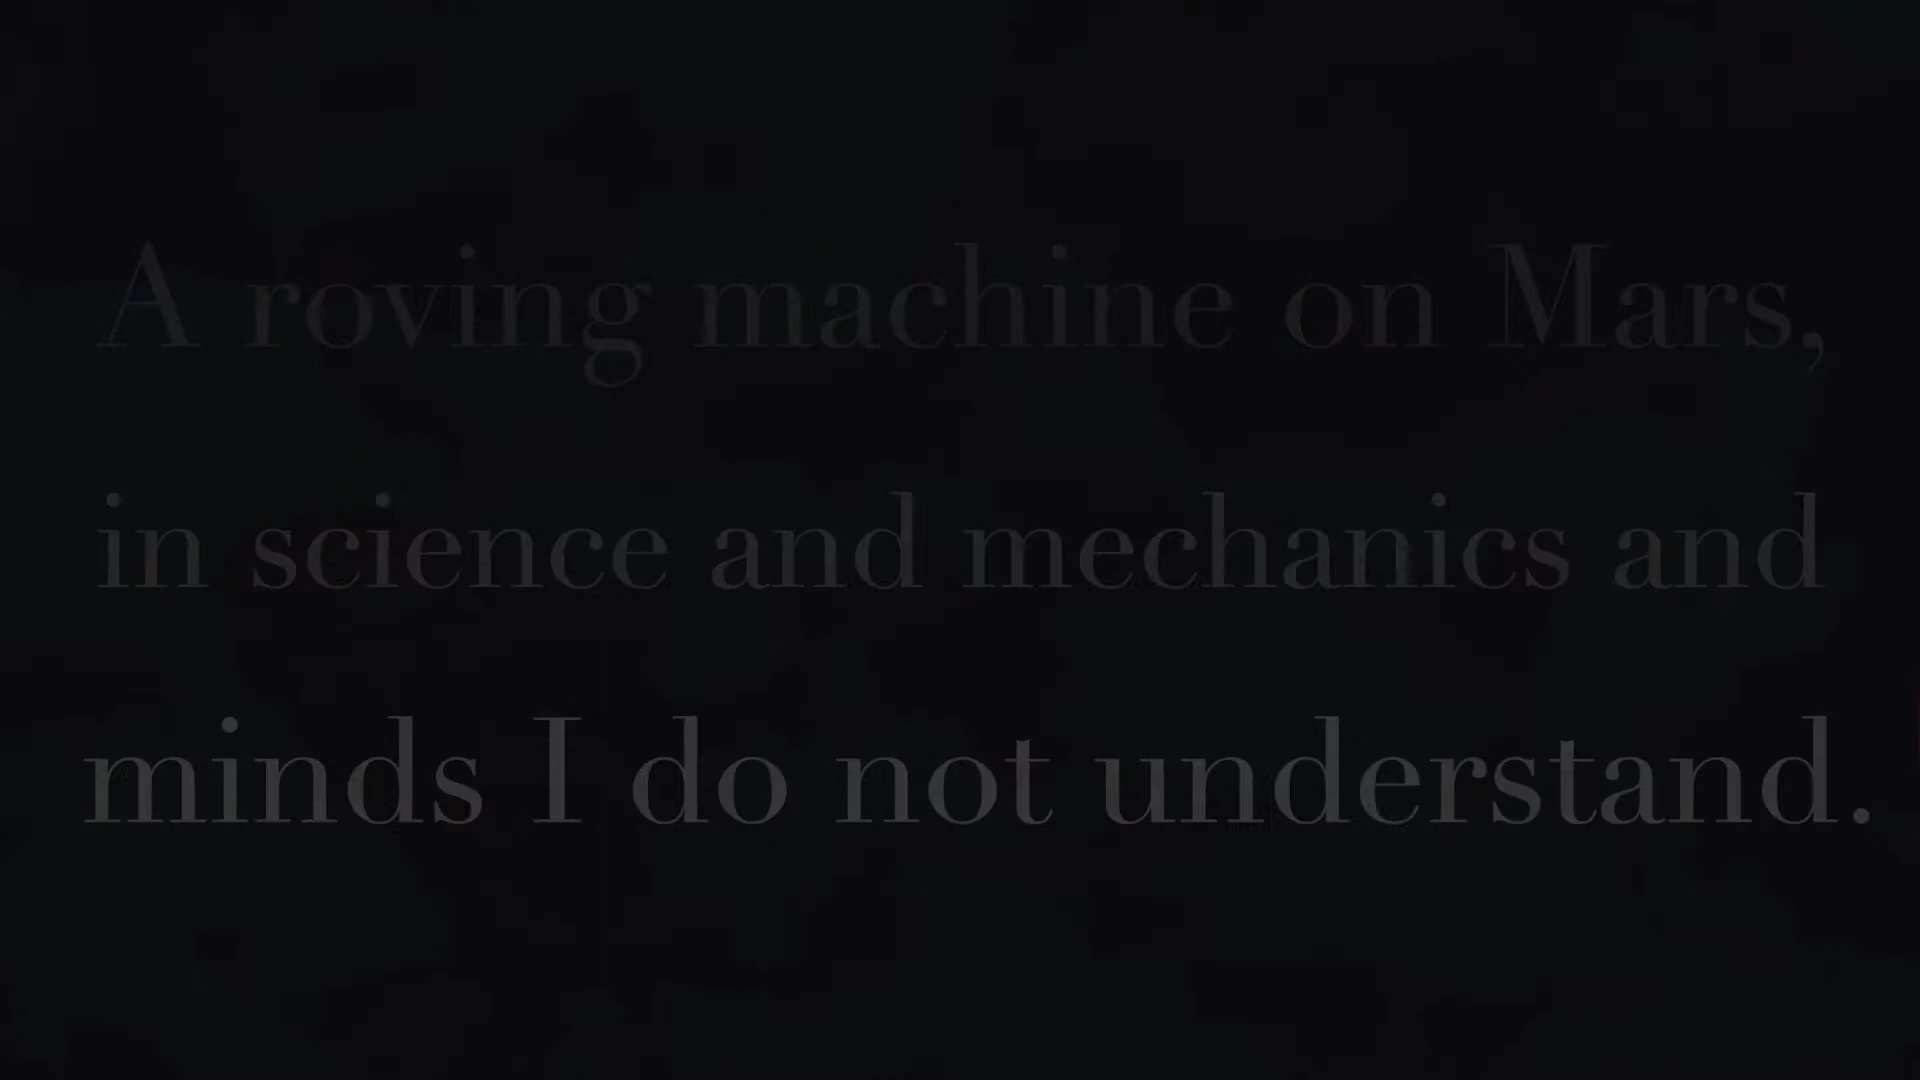 A roving machine on Mars,
in science and mechanics and
minds I do not understand.